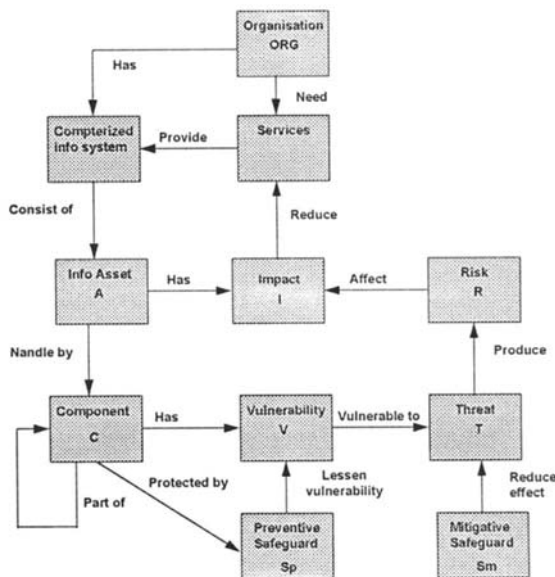 Organisation
ORG
Has
Need
Compterized
info system
Provide
Services
Consist of
Reduce
Info Asset
A
Has
Impact
I
Affect
Risk
R
Nandle by
Produce
Component
C
Has
Vulnerability
V
Vulnerable to
Threat
T
Part of
Protected by
Lessen
vulnerability
Reduce
effect
Preventive
Safeguard
Sp
Mitigative
Safeguard
Sm